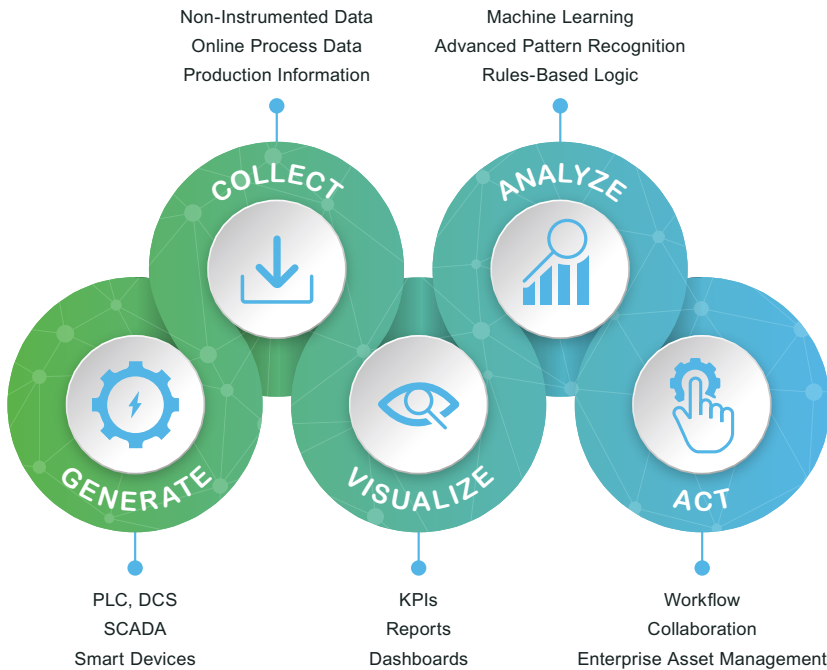 Non-Instrumented Data
Online Process Data
Production Information
Machine Learning
Advanced Pattern Recognition
Rules-Based Logic
COLLECT
ANALYZE
GENERATE
VISUALIZE
ACT
PLC, DCS
SCADA
Smart Devices
KPIs
Reports
Dashboards
Workflow
Collaboration
Enterprise Asset Management